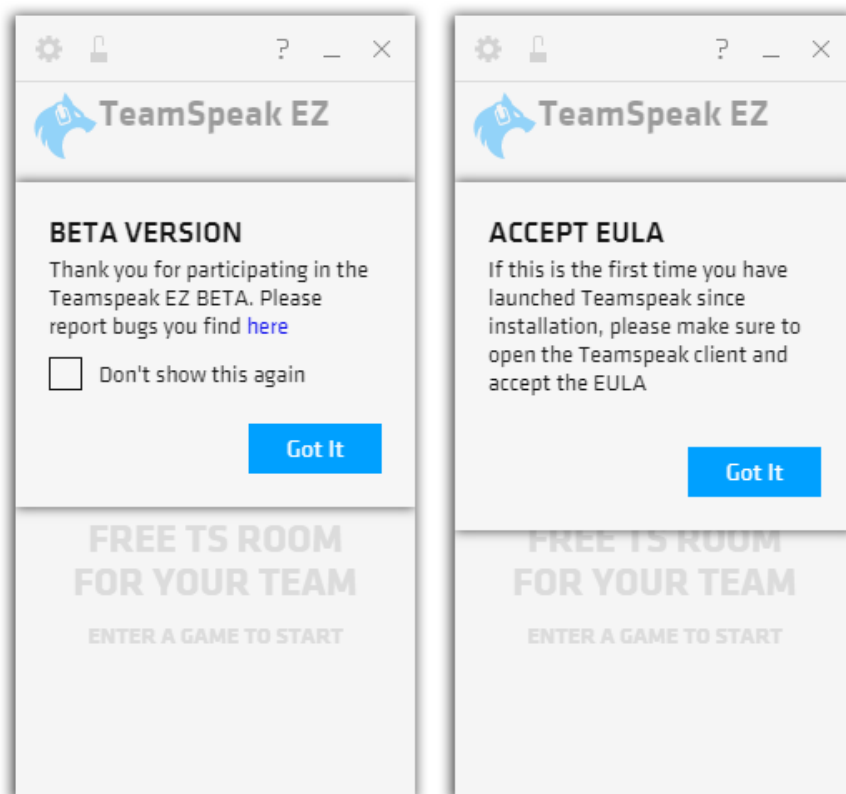 TeamSpeak EZ
BETA VERSION
Thank you for participating in the
Teamspeak EZ BETA. Please
report bugs you find here
Don't show this again
Got It
FREE TS ROOM
FOR YOUR TEAM
ENTER A GAME TO START
TeamSpeak EZ
ACCEPT EULA
If this is the first time you have
launched Teamspeak since
installation, please make sure to
open the Teamspeak client and
accept the EULA
Got It
FREE TS ROOM
FOR YOUR TEAM
ENTER A GAME TO START